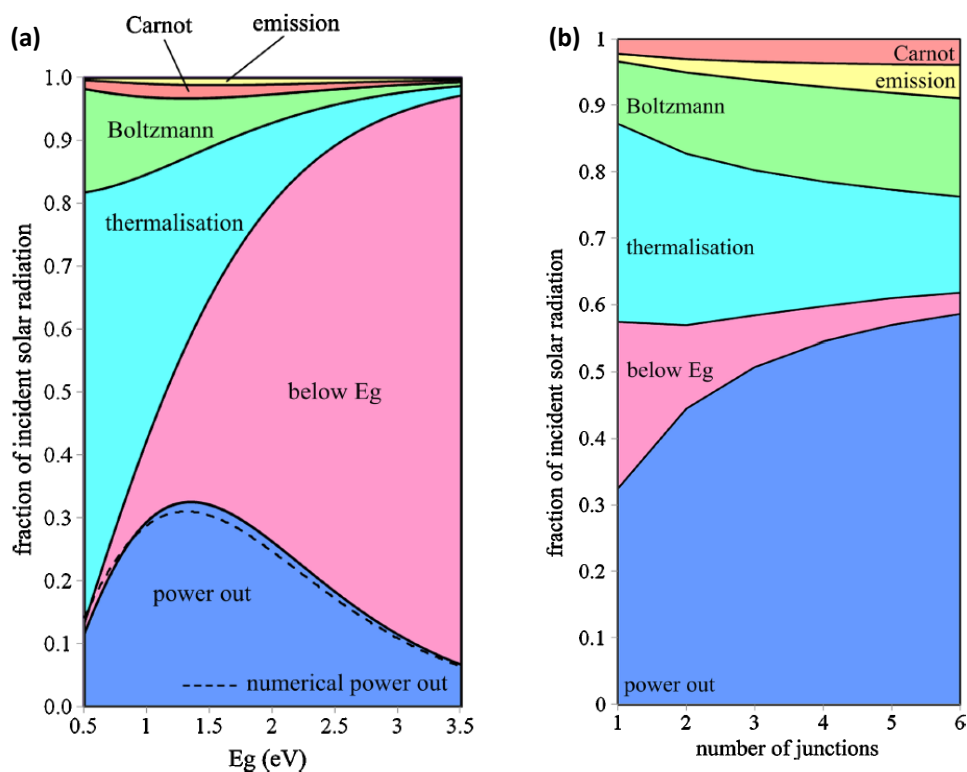 (a)
Carnot
emission
1.0
0.9
0.8
0.7
0.6
0.5
0.4
0.3
0.2
0.1
0.0
fraction of incident solar radiation
Boltzmann
thermalisation
below Eg
power out
numerical power out
0.5 1 1.5 2 2.5 3 3.5
Eg (eV)
(b)
1
0.9
0.8
0.7
0.6
0.5
0.4
0.3
0.2
0.1
0
fraction of incident solar radiation
Carnot
emission
Boltzmann
thermalisation
below Eg
power out
1 2 3 4 5 6
number of junctions